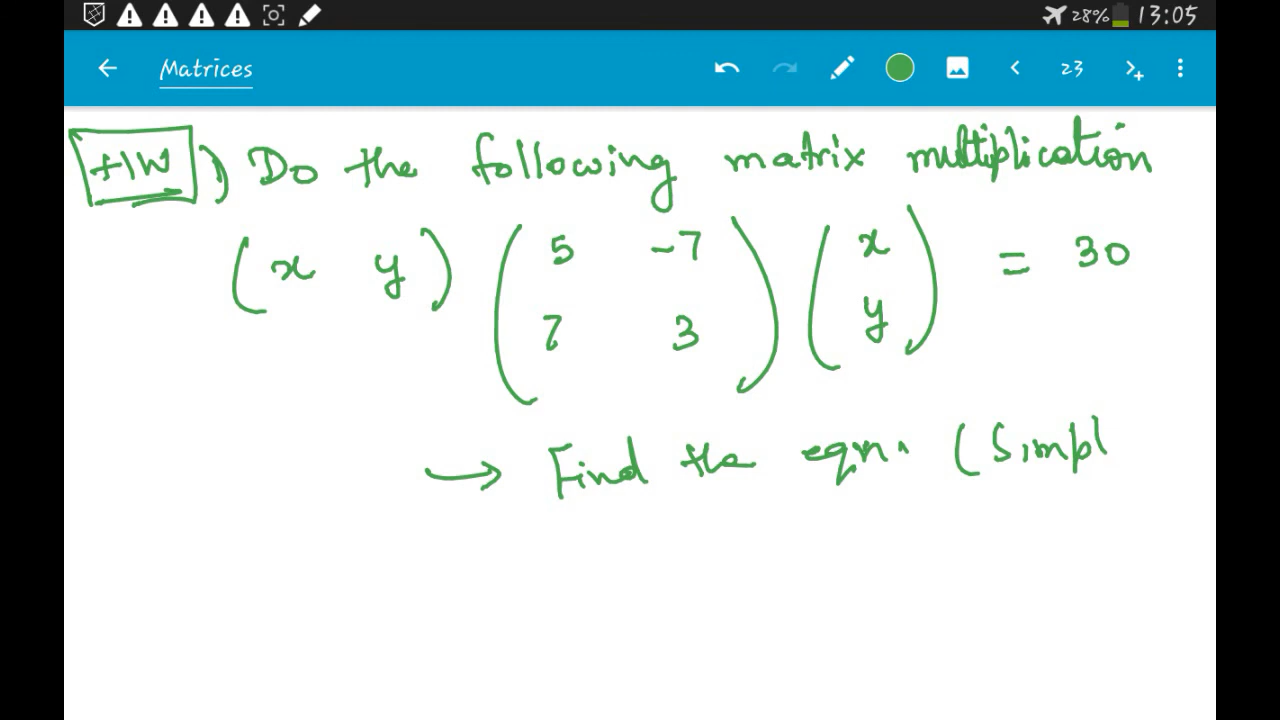 28% 13:05
Matrices 23
HW) Do the following matrix multiplication
(x y) (5 -7) (x) = 30
7 3 y
→ Find the eqn. (Simpl